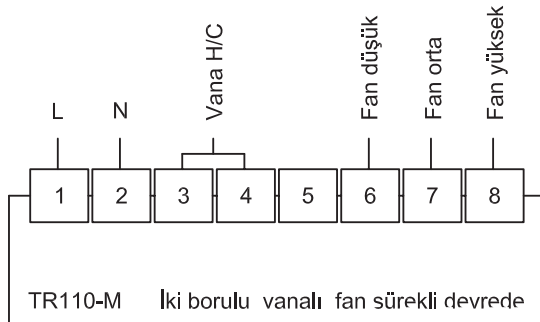 L N Vana H/C Fan düşük Fan orta Fan yüksek
1 2 3 4 5 6 7 8
TR110-M İki borulu vanalı fan sürekli devrede